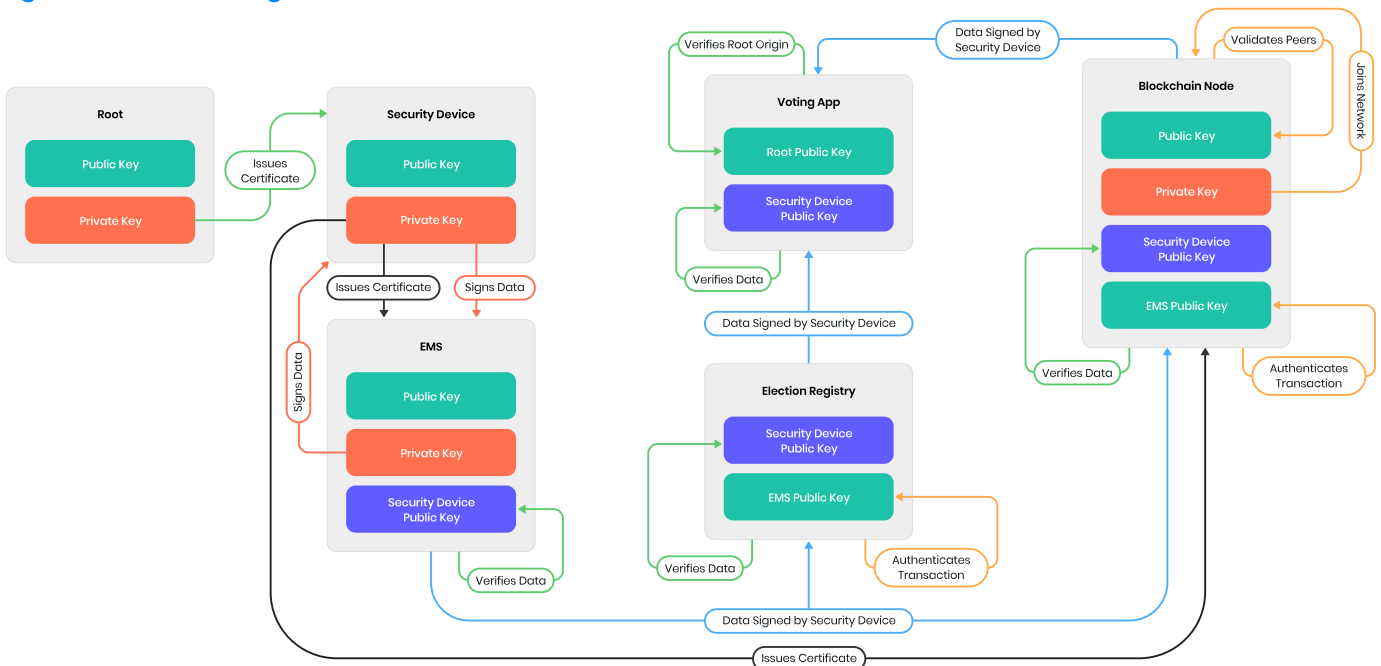 Root
Public Key
Private Key
Issues
Certificate
Security Device
Public Key
Private Key
Issues Certificate
Signs Data
Signs Data
EMS
Public Key
Private Key
Security Device
Public Key
Verifies Data
Verifies Root Origin
Voting App
Root Public Key
Security Device
Public Key
Verifies Data
Data Signed by Security Device
Election Registry
Security Device
Public Key
EMS Public Key
Verifies Data
Authenticates
Transaction
Data Signed by Security Device
Issues Certificate
Data Signed by
Security Device
Validates Peers
Joins Network
Blockchain Node
Public Key
Private Key
Security Device
Public Key
EMS Public Key
Verifies Data
Authenticates
Transaction